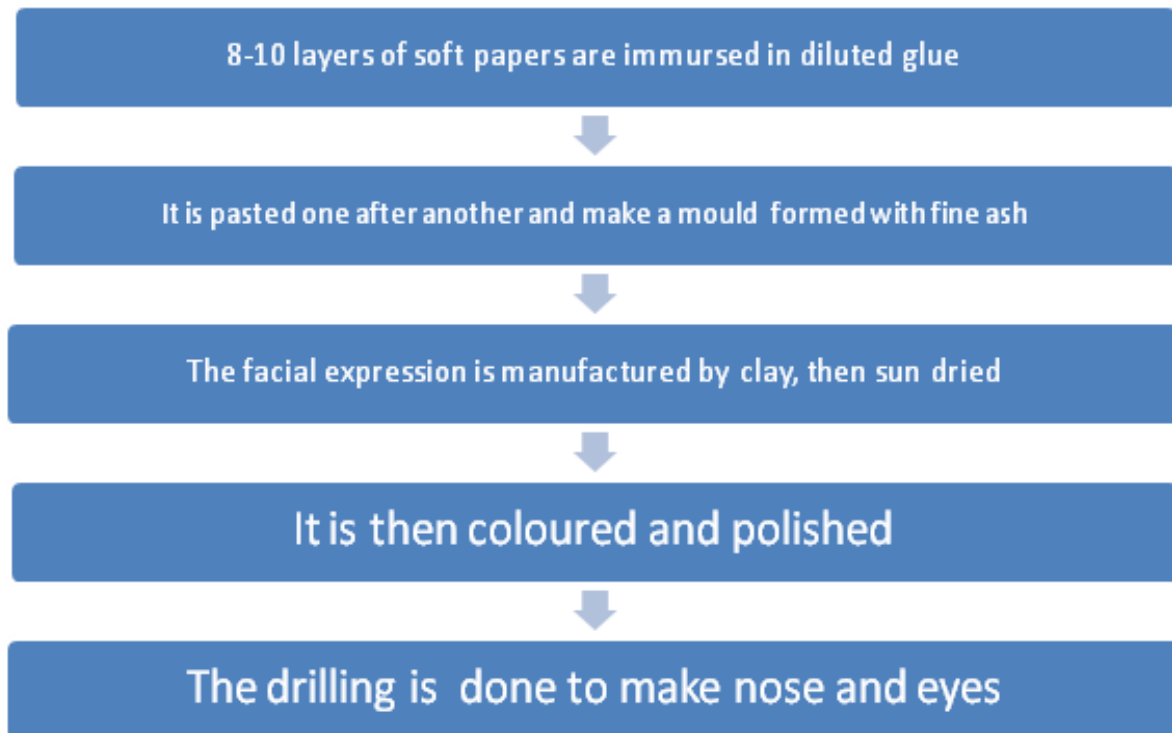 8-10 layers of soft papers are immursed in diluted glue
It is pasted one after another and make a mould formed with fine ash
The facial expression is manufactured by clay, then sun dried
It is then coloured and polished
The drilling is done to make nose and eyes